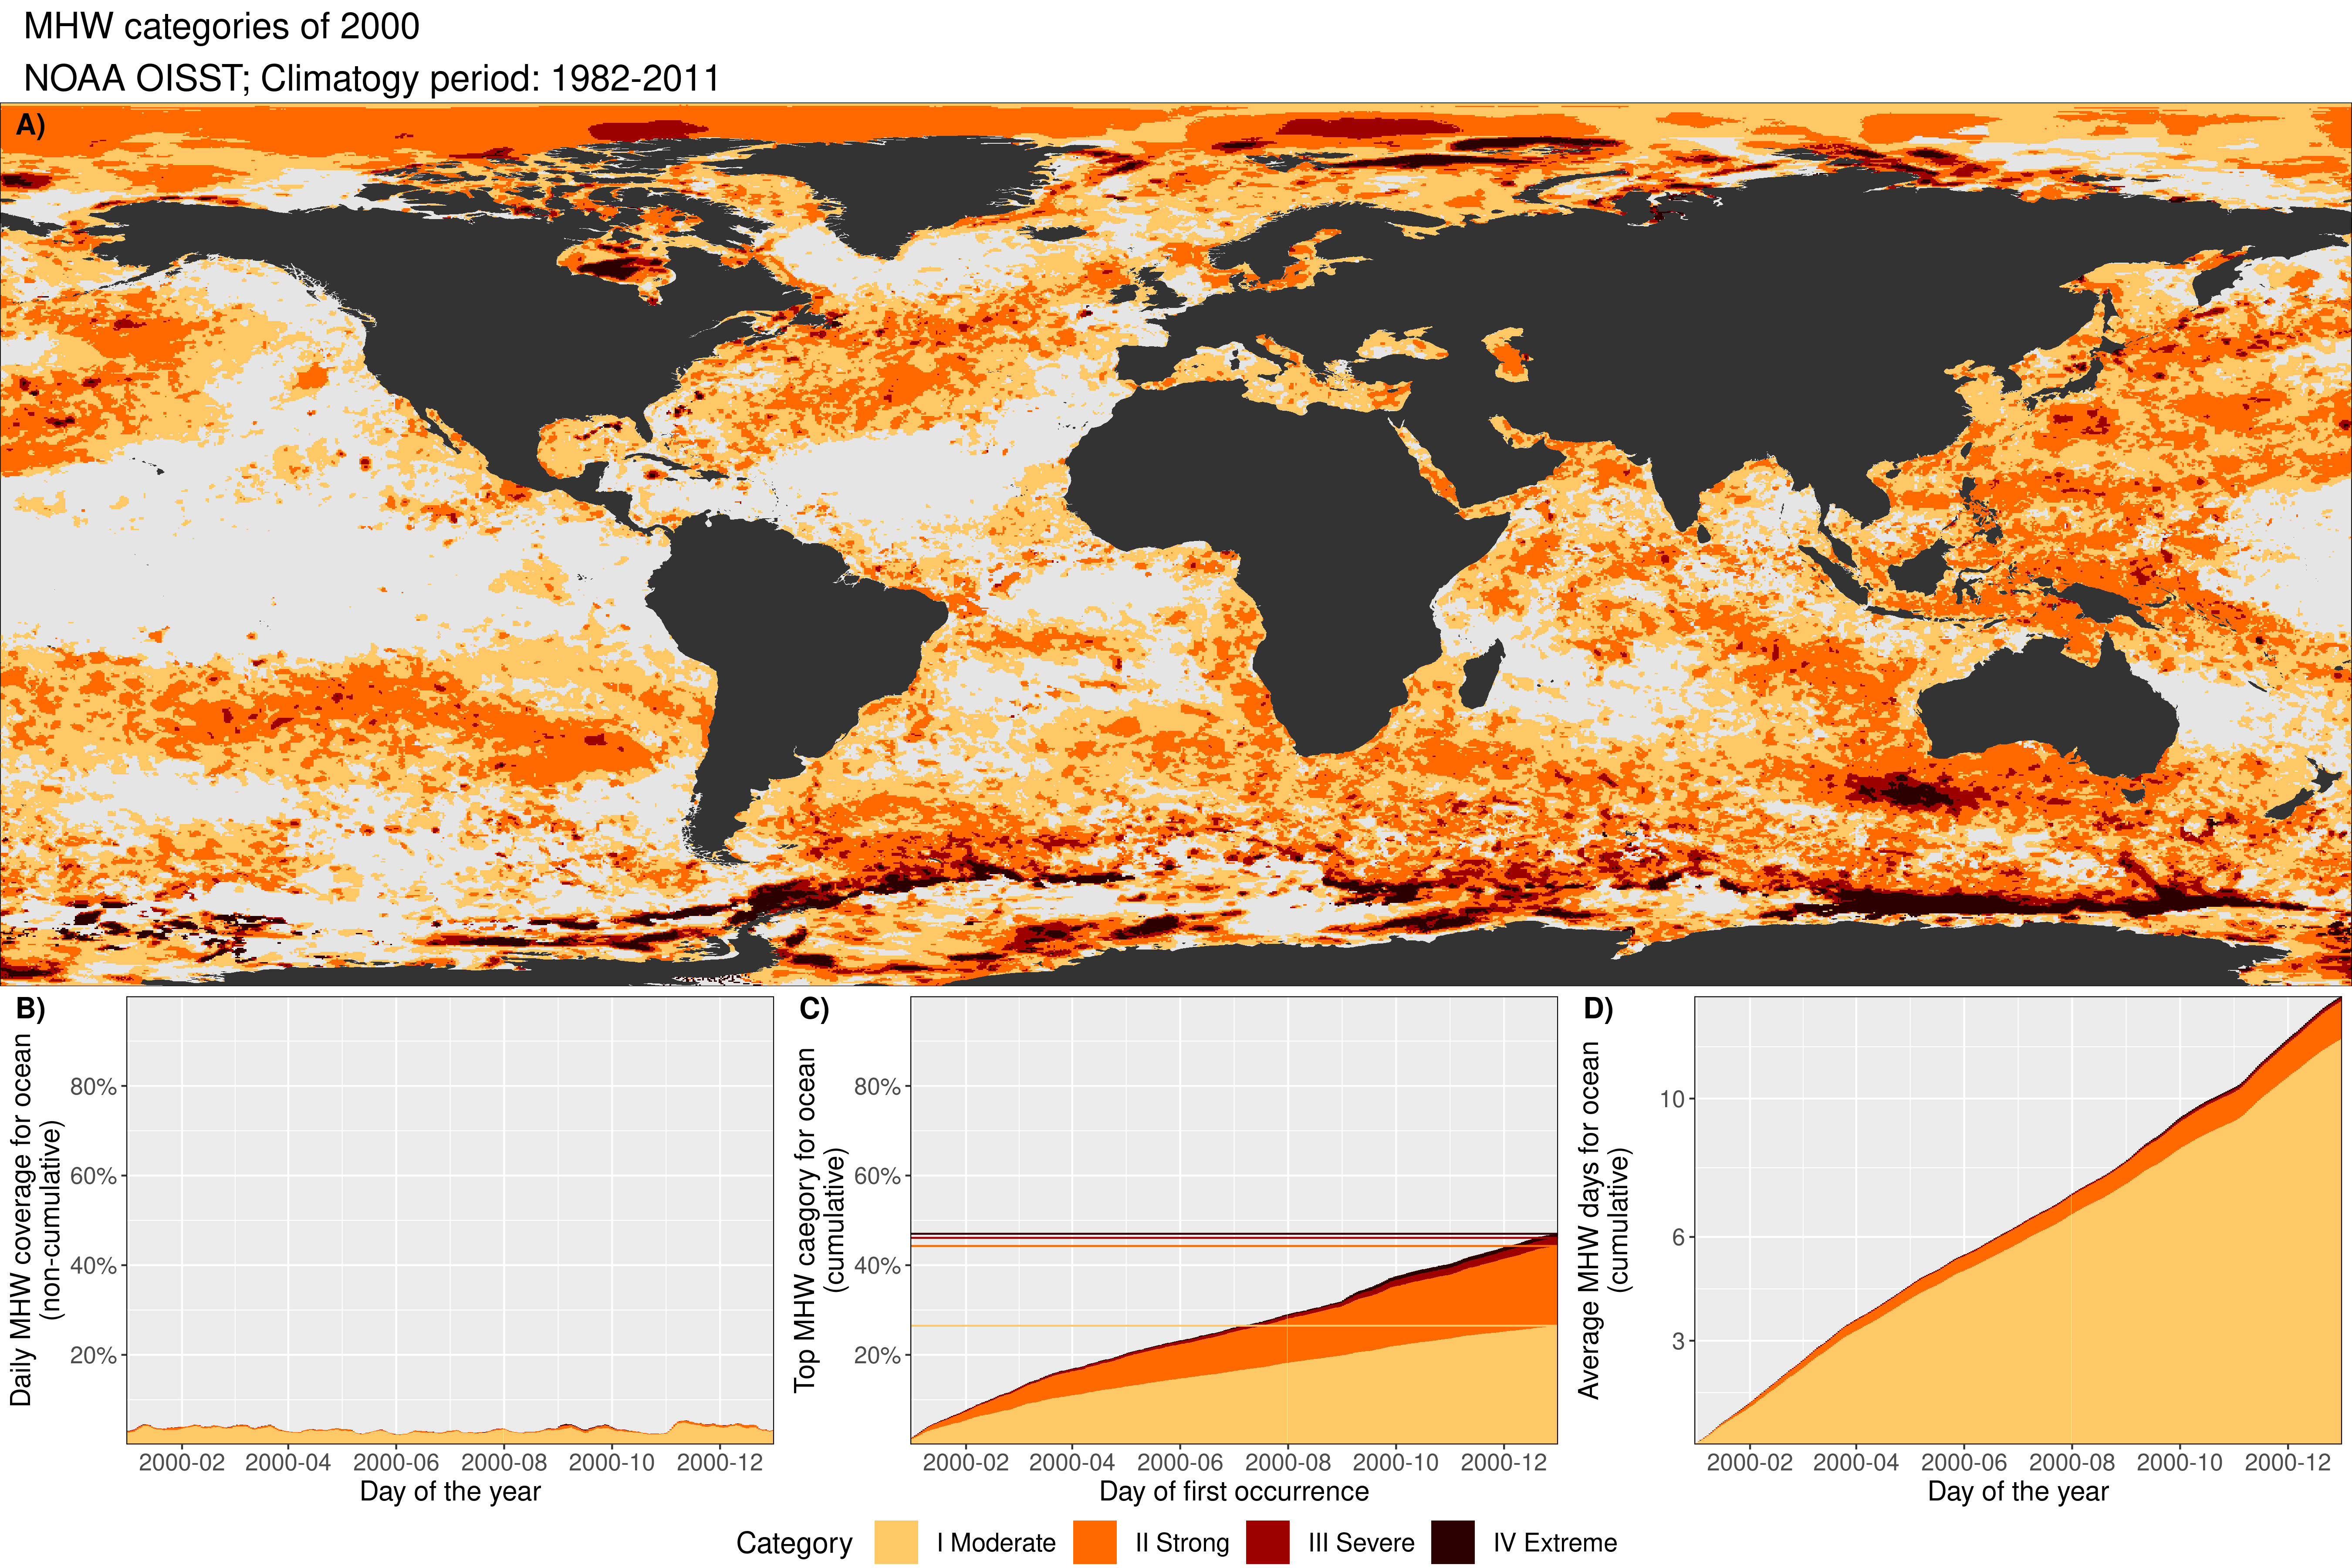 MHW categories of 2000
NOAA OISST; Climatogy period: 1982-2011
A)
B)
Daily MHW coverage for ocean
(non-cumulative)
80%
60%
40%
20%
2000-02 2000-04 2000-06 2000-08 2000-10 2000-12
Day of the year
C)
Top MHW category for ocean
(cumulative)
80%
60%
40%
20%
2000-02 2000-04 2000-06 2000-08 2000-10 2000-12
Day of first occurrence
D)
Average MHW days for ocean
(cumulative)
10
6
3
2000-02 2000-04 2000-06 2000-08 2000-10 2000-12
Day of the year
Category I Moderate II Strong III Severe IV Extreme